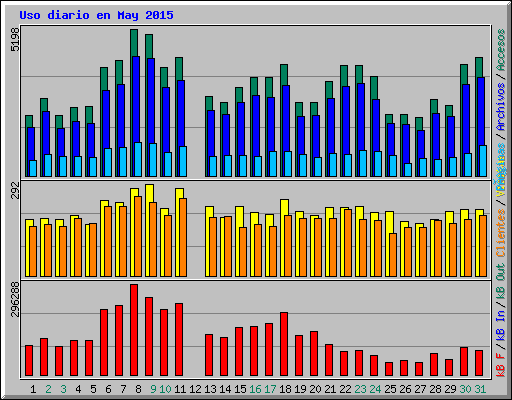 Uso diario en May 2015
5198
292
296288
kB F / kB In / kB Out Clientes / Páginas / Archivos / Accesos
1 2 3 4 5 6 7 8 9 10 11 12 13 14 15 16 17 18 19 20 21 22 23 24 25 26 27 28 29 30 31